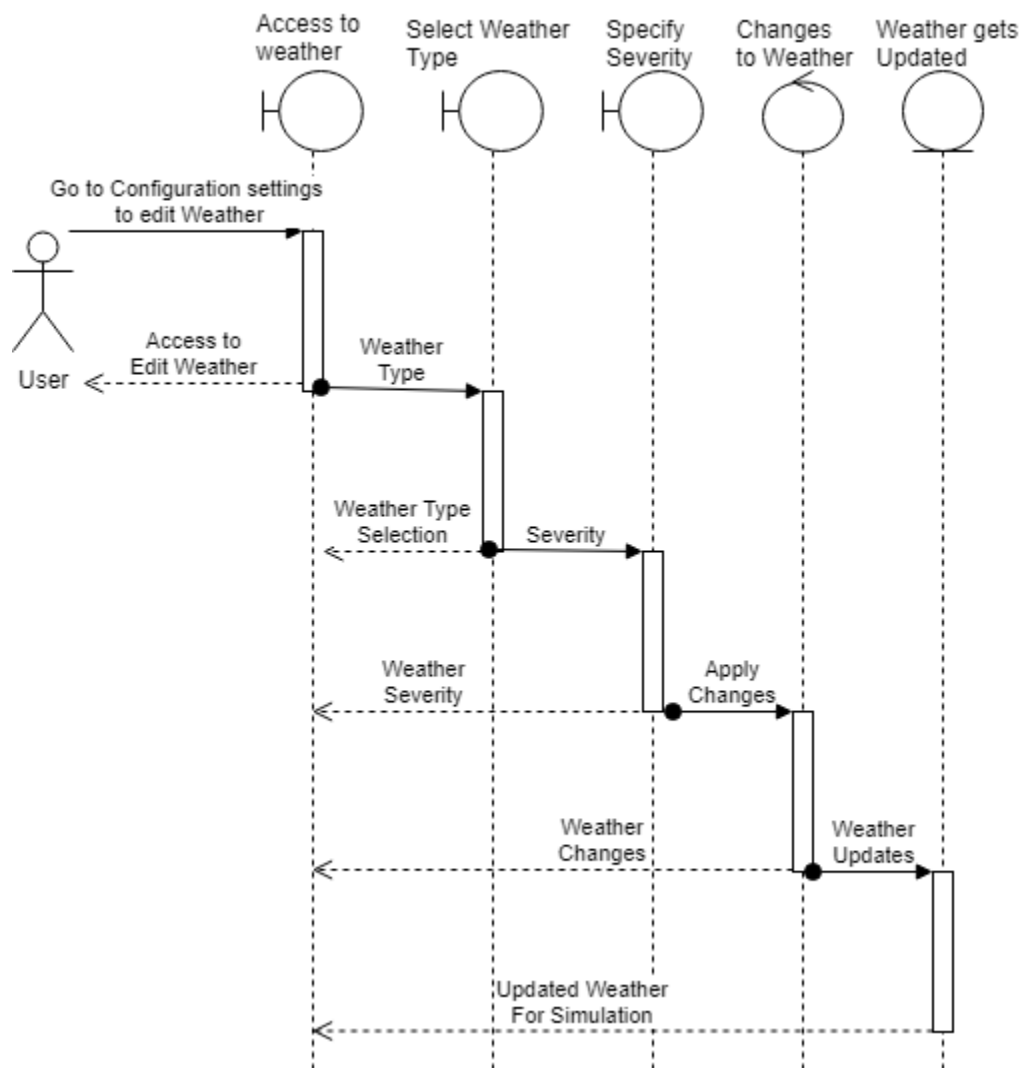 Access to
weather
Select Weather
Type
Specify
Severity
Changes
to Weather
Weather gets
Updated
Go to Configuration settings
to edit Weather
User
Access to
Edit Weather
Weather
Type
Weather Type
Selection
Severity
Weather
Severity
Apply
Changes
Weather
Changes
Weather
Updates
Updated Weather
For Simulation